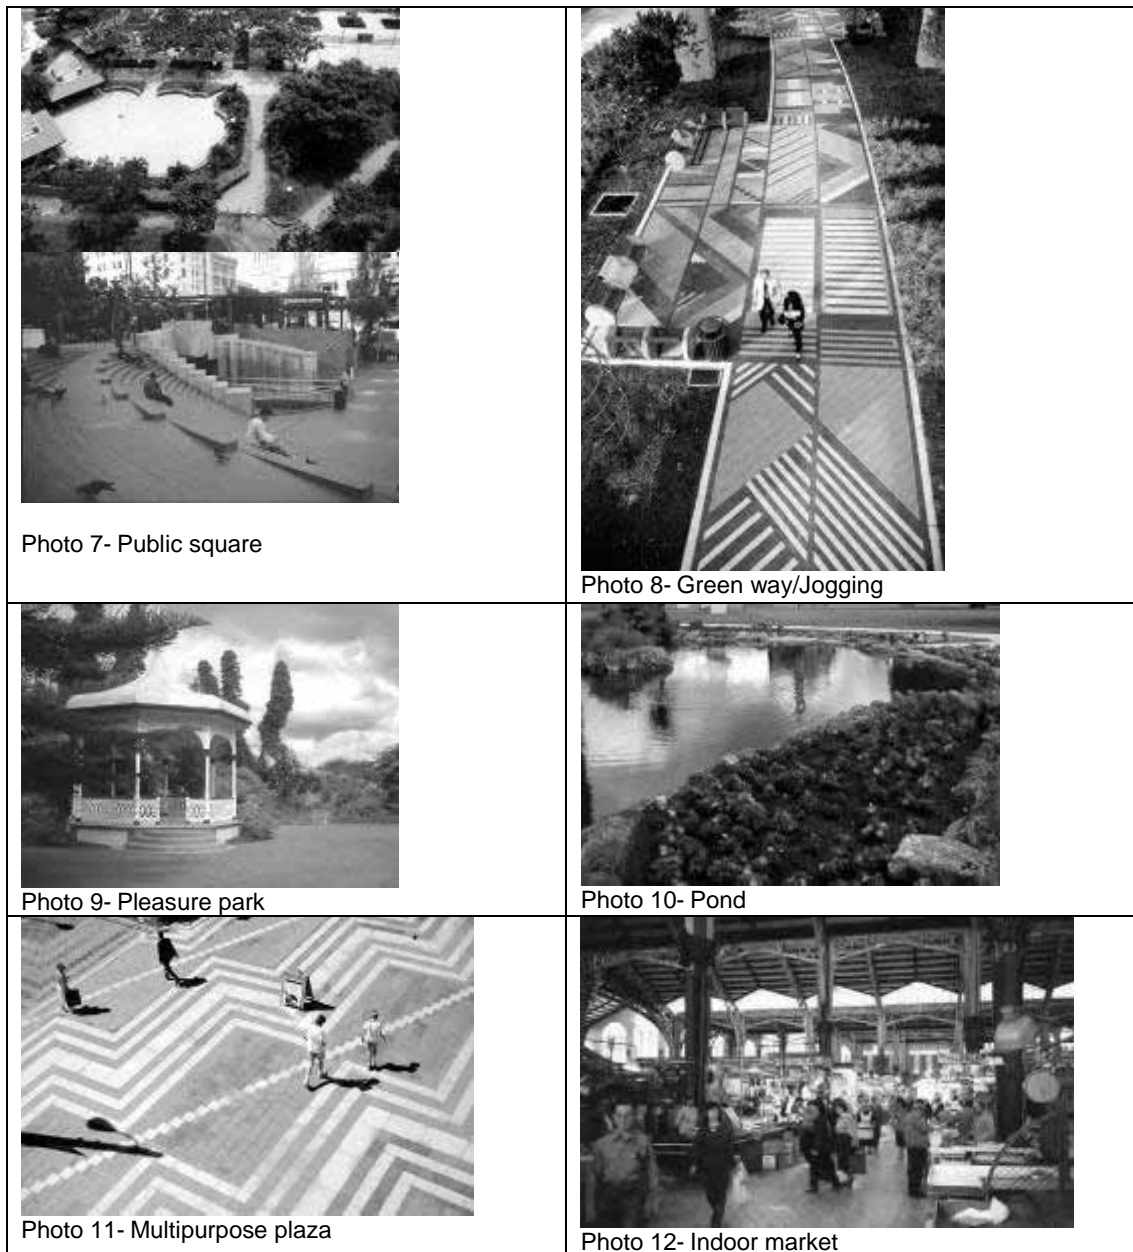 Photo 7- Public square
Photo 8- Green way/Jogging
Photo 9- Pleasure park
Photo 10- Pond
Photo 11- Multipurpose plaza
Photo 12- Indoor market